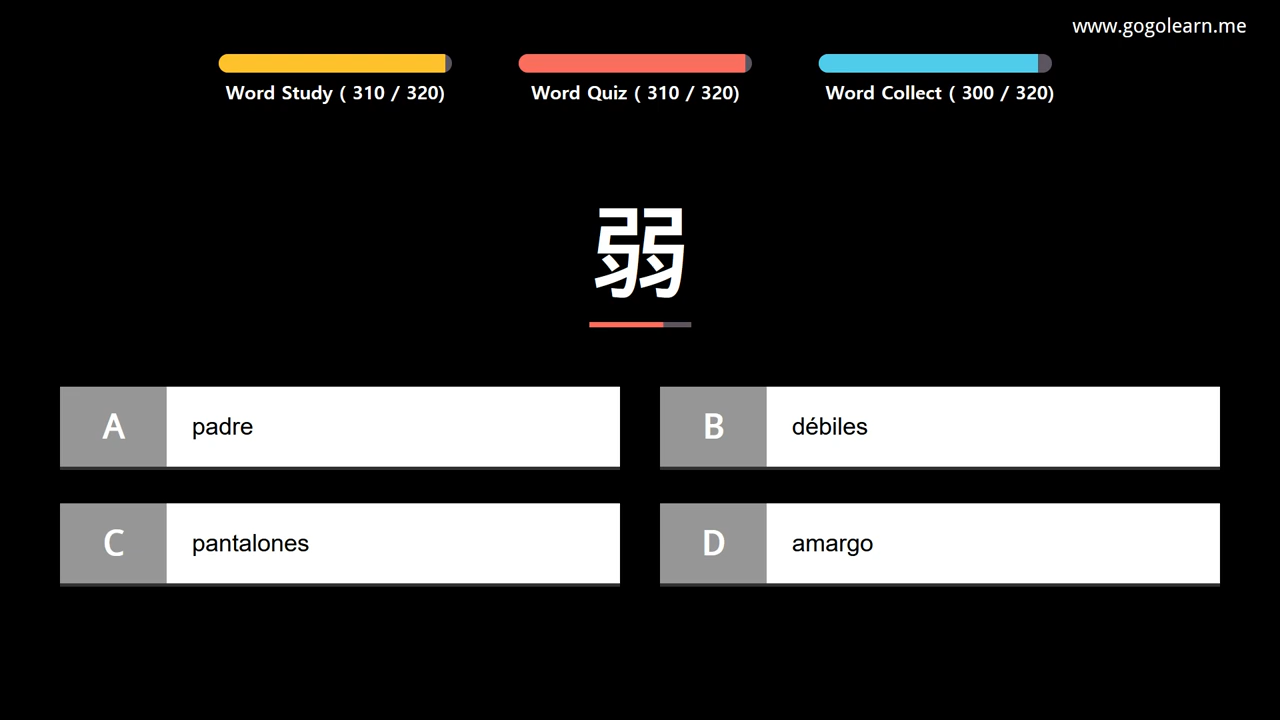 www.gogolearn.me
Word Study ( 310 / 320)
Word Quiz ( 310 / 320)
Word Collect ( 300 / 320)
弱
A padre
B débiles
C pantalones
D amargo